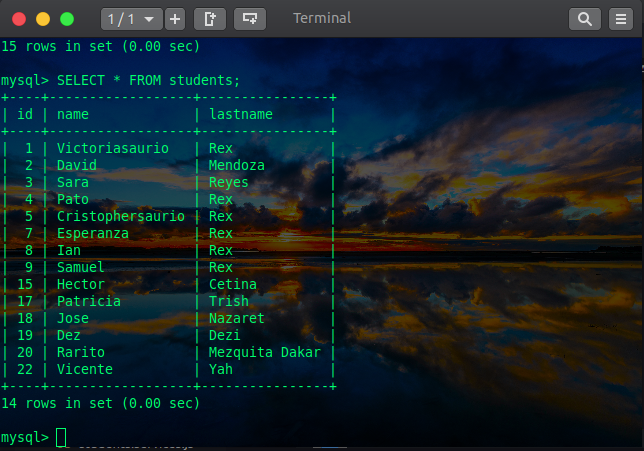 1 / 1
Terminal
15 rows in set (0.00 sec)
mysql> SELECT * FROM students;
+----+------------------+---------------+
| id | name             | lastname      |
+----+------------------+---------------+
|  1 | Victoriasaurio   | Rex           |
|  2 | David            | Mendoza       |
|  3 | Sara             | Reyes         |
|  4 | Pato             | Rex           |
|  5 | Cristophersaurio | Rex           |
|  7 | Esperanza        | Rex           |
|  8 | Ian              | Rex           |
|  9 | Samuel           | Rex           |
| 15 | Hector           | Cetina        |
| 17 | Patricia         | Trish         |
| 18 | Jose             | Nazaret       |
| 19 | Dez              | Dezi          |
| 20 | Rarito           | Mezquita Dakar |
| 22 | Vicente          | Yah           |
+----+------------------+---------------+
14 rows in set (0.00 sec)
mysql>